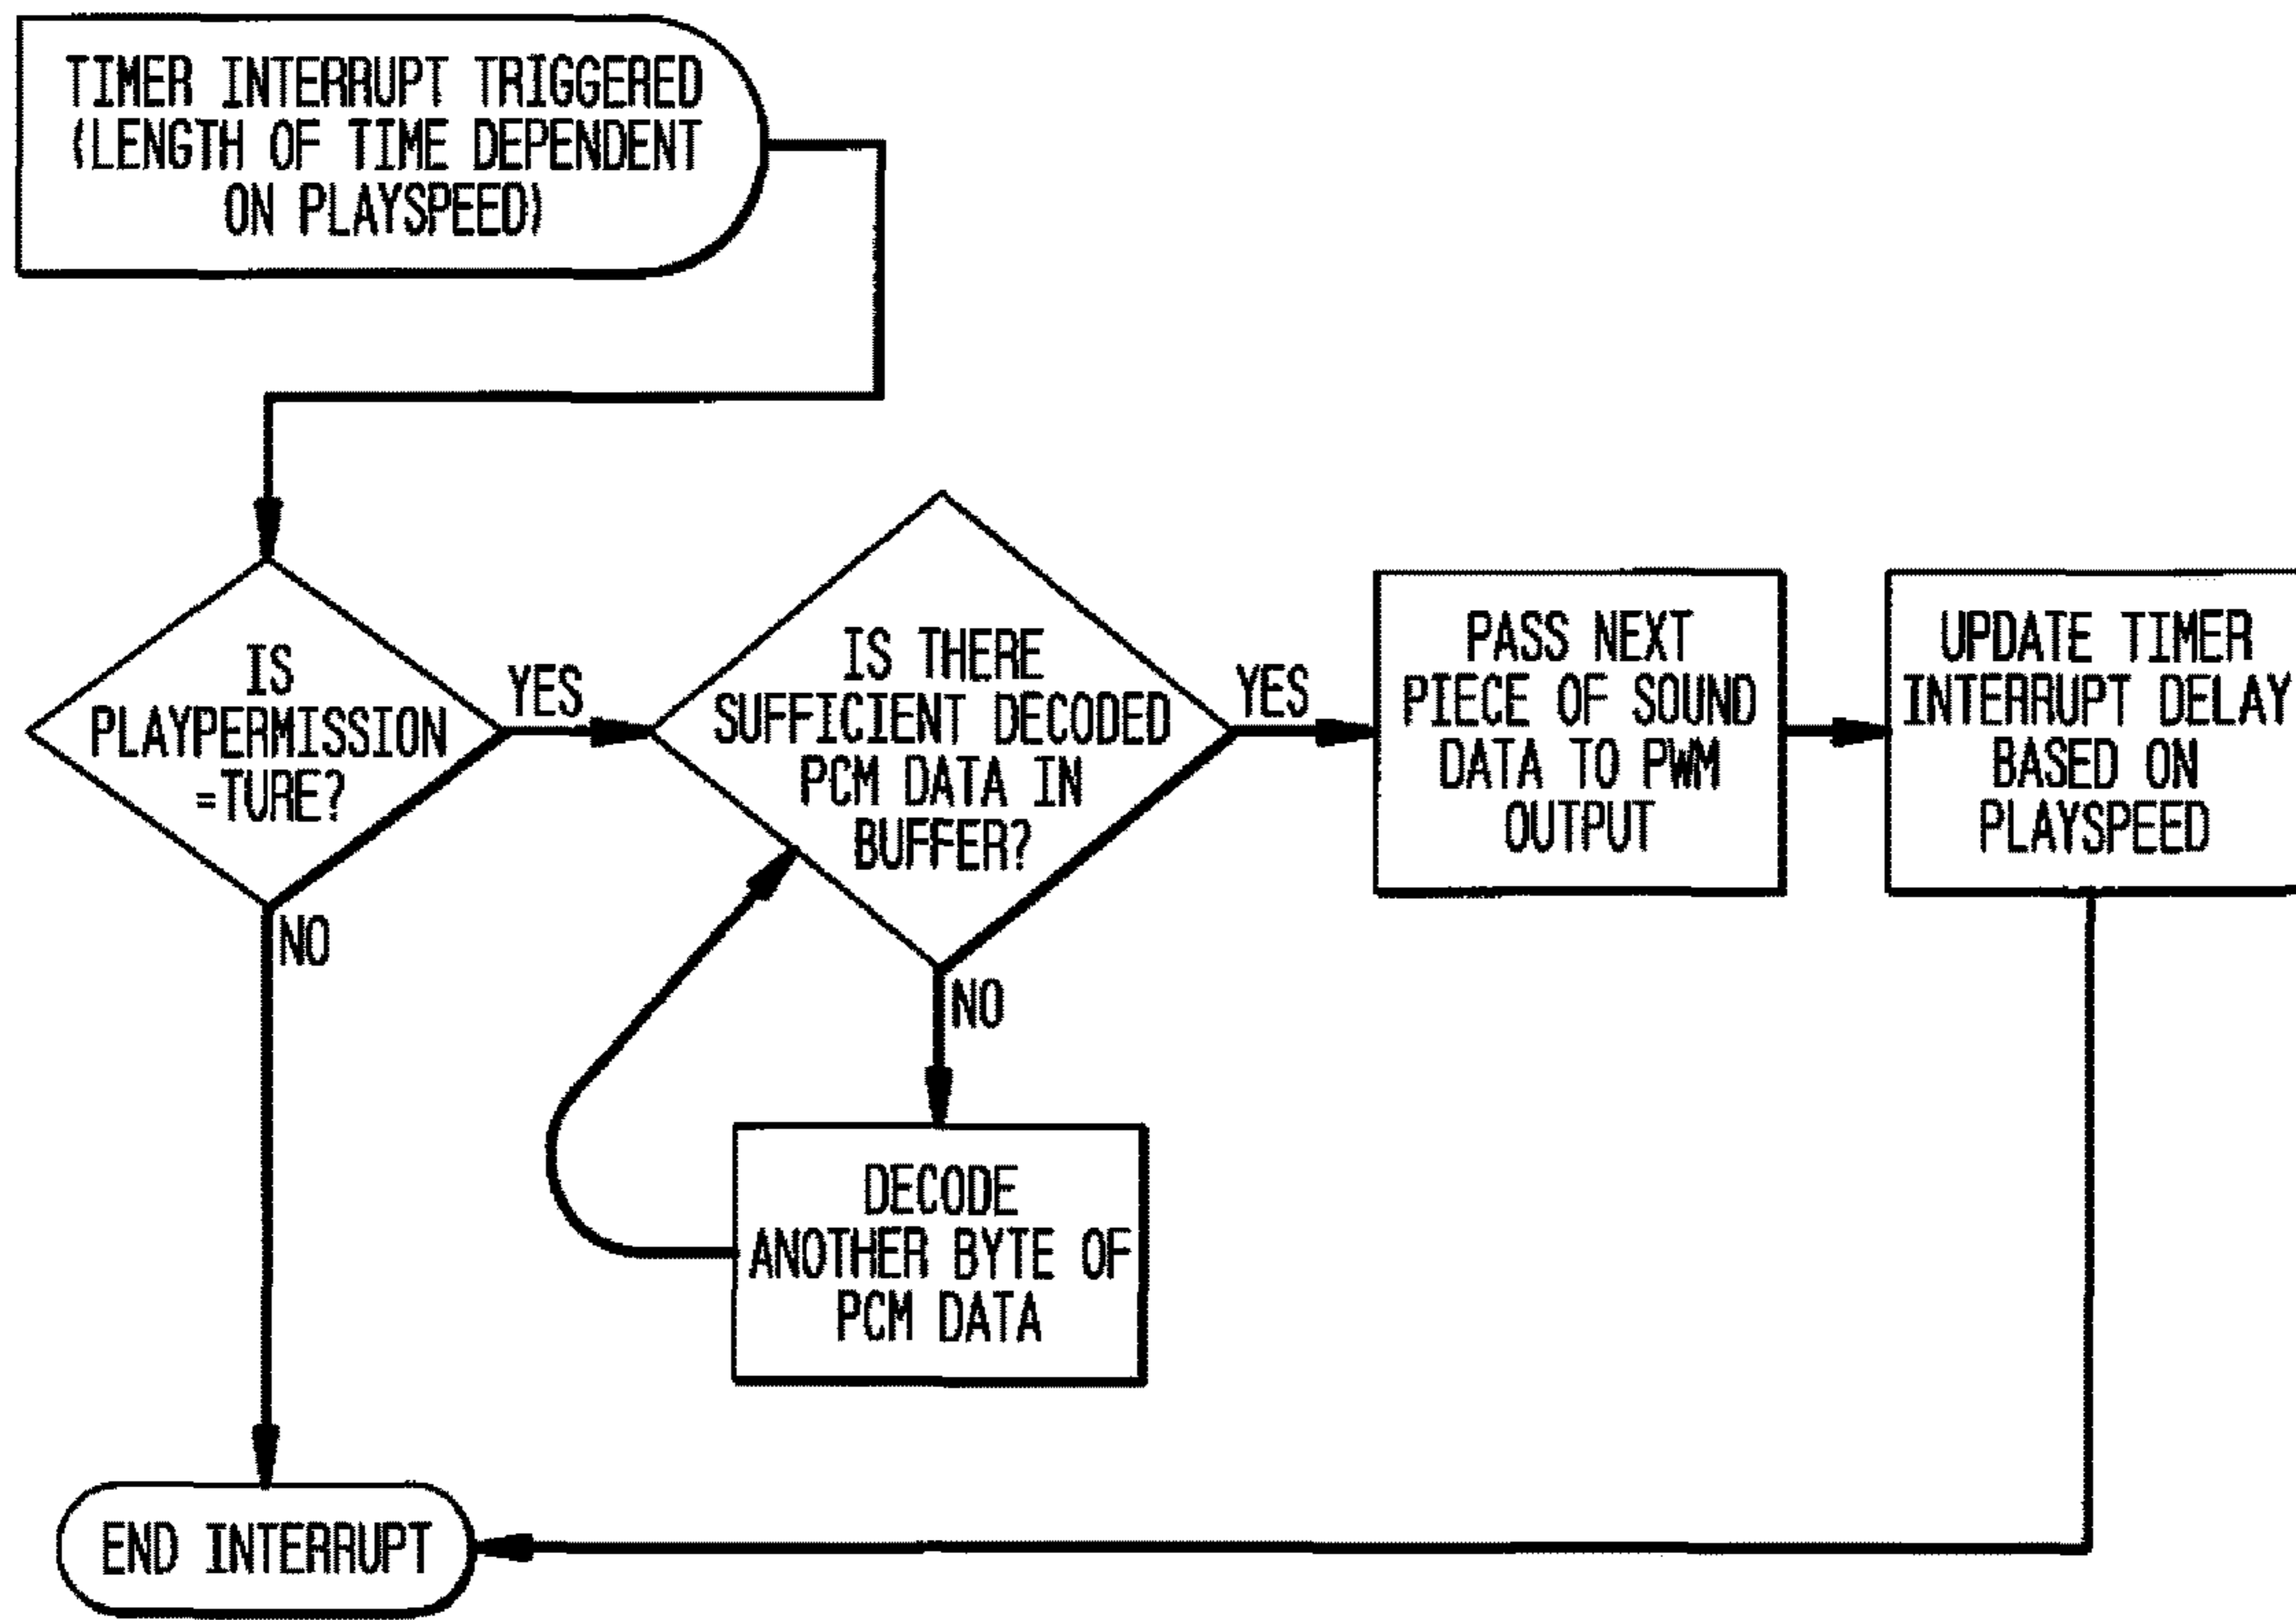 TIMER INTERRUPT TRIGGERED
(LENGTH OF TIME DEPENDENT
ON PLAYSPEED)
IS
PLAYPERMISSION
=TURE?
YES
NO
IS THERE
SUFFICIENT DECODED
PCM DATA IN
BUFFER?
YES
NO
PASS NEXT
PIECE OF SOUND
DATA TO PWM
OUTPUT
UPDATE TIMER
INTERRUPT DELAY
BASED ON
PLAYSPEED
DECODE
ANOTHER BYTE OF
PCM DATA
END INTERRUPT